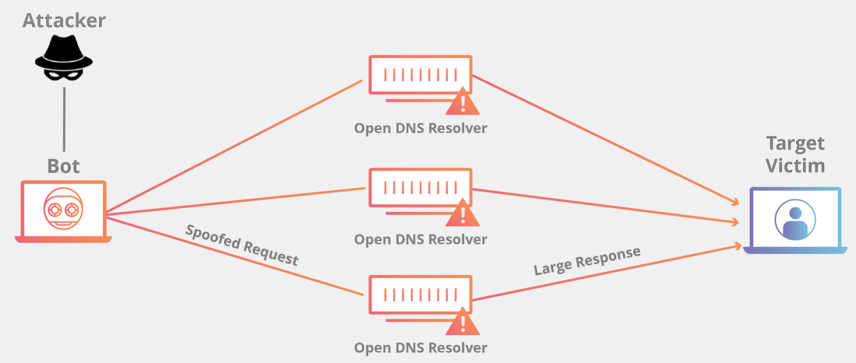 Attacker
Bot
Open DNS Resolver
Open DNS Resolver
Open DNS Resolver
Spoofed Request
Large Response
Target
Victim